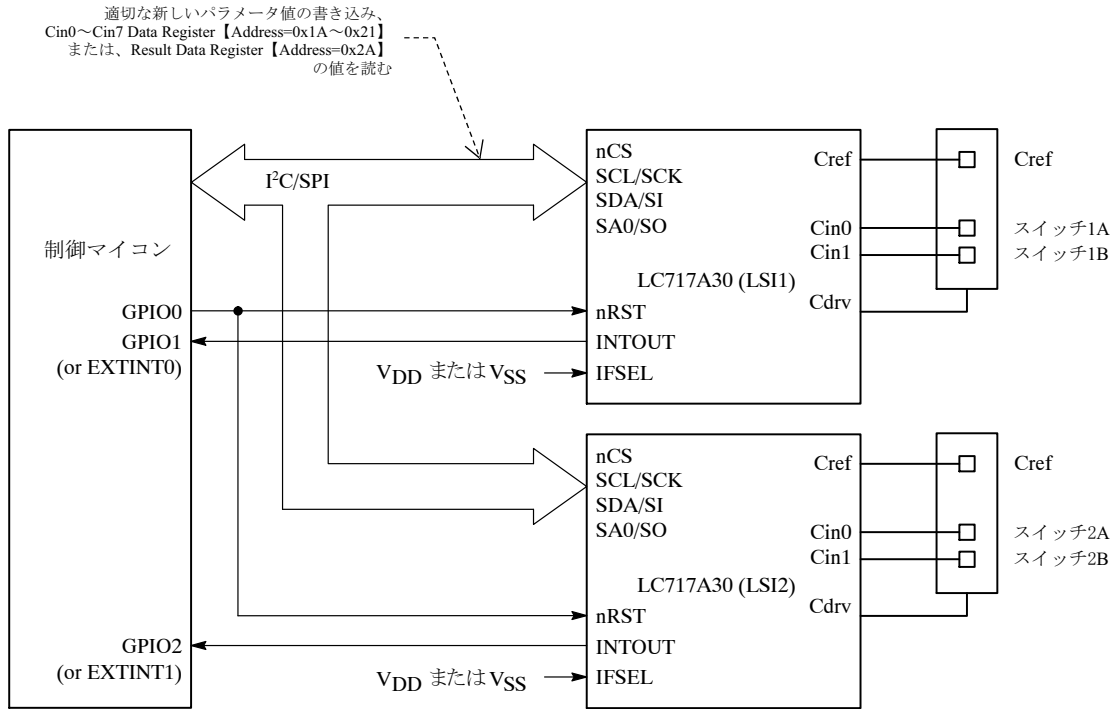 適切な新しいパラメータ値の書き込み、
Cin0～Cin7 Data Register【Address=0x1A～0x21】
または、Result Data Register【Address=0x2A】
の値を読む
制御マイコン
I²C/SPI
GPIO0
GPIO1
(or EXTINT0)
GPIO2
(or EXTINT1)
nCS
SCL/SCK
SDA/SI
SA0/SO
LC717A30 (LSI1)
nRST
INTOUT
IFSEL
VDD または VSS
Cref
Cin0
Cin1
Cdrv
Cref
スイッチ1A
スイッチ1B
nCS
SCL/SCK
SDA/SI
SA0/SO
LC717A30 (LSI2)
nRST
INTOUT
IFSEL
VDD または VSS
Cref
Cin0
Cin1
Cdrv
Cref
スイッチ2A
スイッチ2B